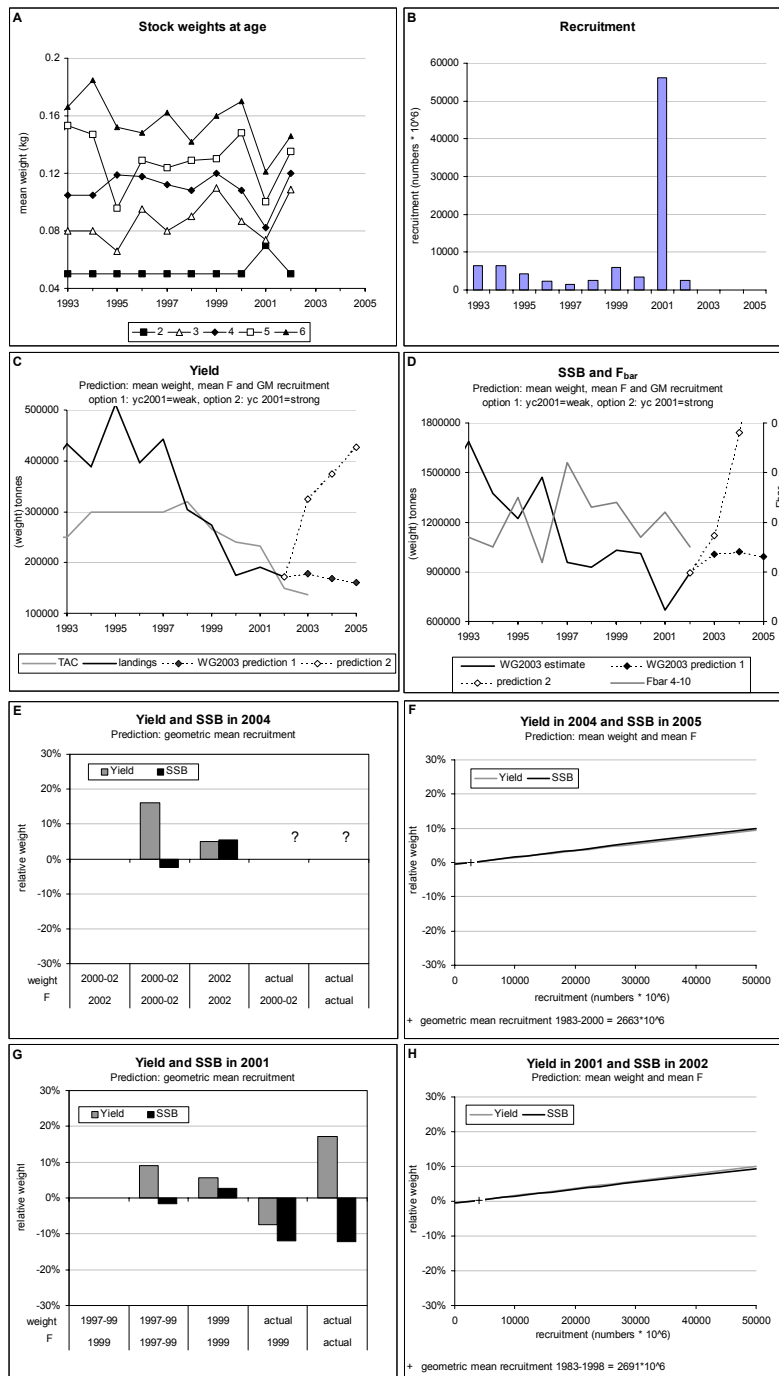 A
Stock weights at age
mean weight (kg)
0.2
0.16
0.12
0.08
0.04
1993 1995 1997 1999 2001 2003 2005
2 3 4 5 6
B
Recruitment
recruitment (numbers * 10^6)
60000
50000
40000
30000
20000
10000
0
1993 1995 1997 1999 2001 2003 2005
C
Yield
Prediction: mean weight, mean F and GM recruitment
option 1: yc2001=weak, option 2: yc 2001=strong
(weight) tonnes
500000
400000
300000
200000
100000
1993 1995 1997 1999 2001 2003 2005
TAC landings WG2003 prediction 1 prediction 2
D
SSB and Fbar
Prediction: mean weight, mean F and GM recruitment
option 1: yc2001=weak, option 2: yc 2001=strong
(weight) tonnes
1800000
1500000
1200000
900000
600000
0.
0.
0.
0.
0.
Fbar
1993 1995 1997 1999 2001 2003 2005
WG2003 estimate WG2003 prediction 1
prediction 2 Fbar 4-10
E
Yield and SSB in 2004
Prediction: geometric mean recruitment
Yield SSB
relative weight
30%
20%
10%
0%
-10%
-20%
-30%
? ?
weight 2000-02 2000-02 2002 actual actual
F 2002 2000-02 2002 2000-02 actual
F
Yield in 2004 and SSB in 2005
Prediction: mean weight and mean F
Yield SSB
relative weight
30%
20%
10%
0%
-10%
-20%
-30%
0 10000 20000 30000 40000 50000
recruitment (numbers * 10^6)
+ geometric mean recruitment 1983-2000 = 2663*10^6
G
Yield and SSB in 2001
Prediction: geometric mean recruitment
Yield SSB
relative weight
30%
20%
10%
0%
-10%
-20%
-30%
weight 1997-99 1997-99 1999 actual actual
F 1999 1997-99 1999 1999 actual
H
Yield in 2001 and SSB in 2002
Prediction: mean weight and mean F
Yield SSB
relative weight
30%
20%
10%
0%
-10%
-20%
-30%
0 10000 20000 30000 40000 50000
recruitment (numbers * 10^6)
+ geometric mean recruitment 1983-1998 = 2691*10^6